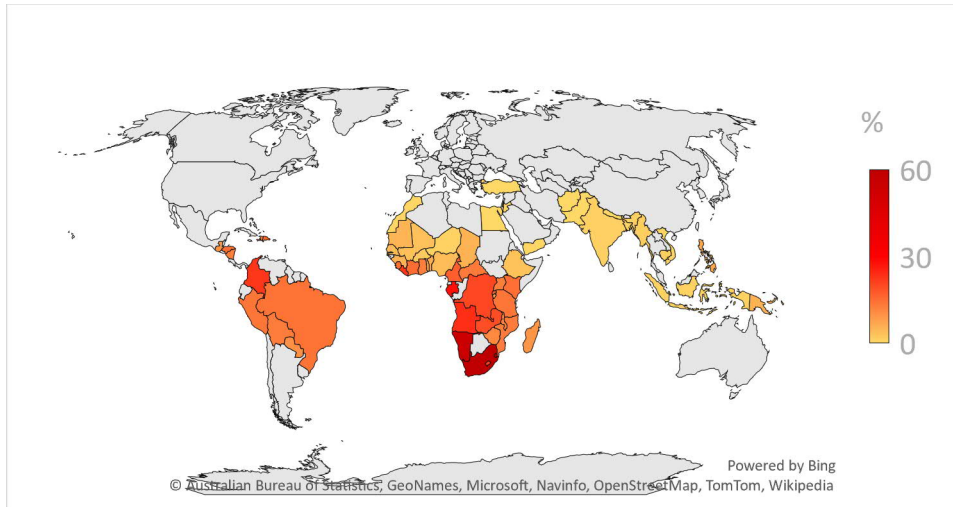 %
60
30
0
Powered by Bing
© Australian Bureau of Statistics, GeoNames, Microsoft, Navinfo, OpenStreetMap, TomTom, Wikipedia